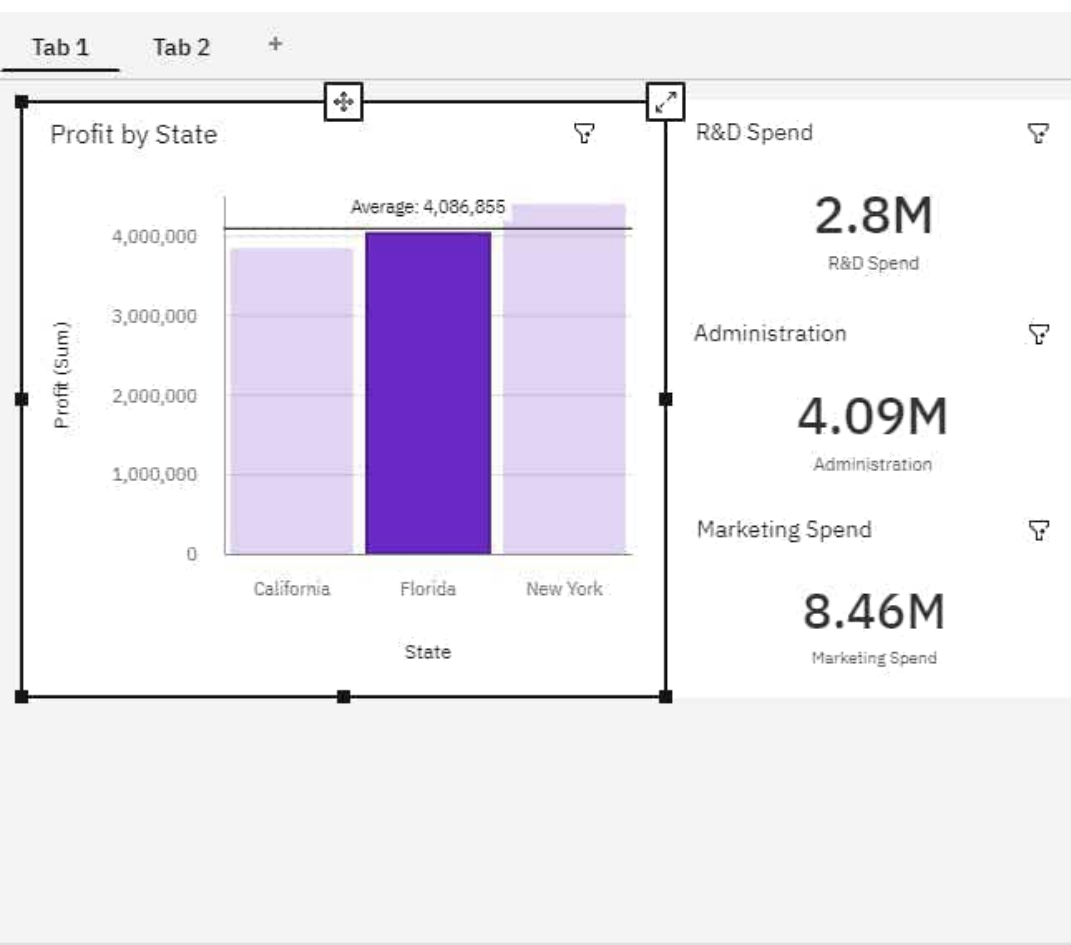 Tab 1 Tab 2 +
Profit by State
Average: 4,086,855
4,000,000
3,000,000
2,000,000
1,000,000
0
Profit (Sum)
California Florida New York
State
R&D Spend
2.8M
R&D Spend
Administration
4.09M
Administration
Marketing Spend
8.46M
Marketing Spend